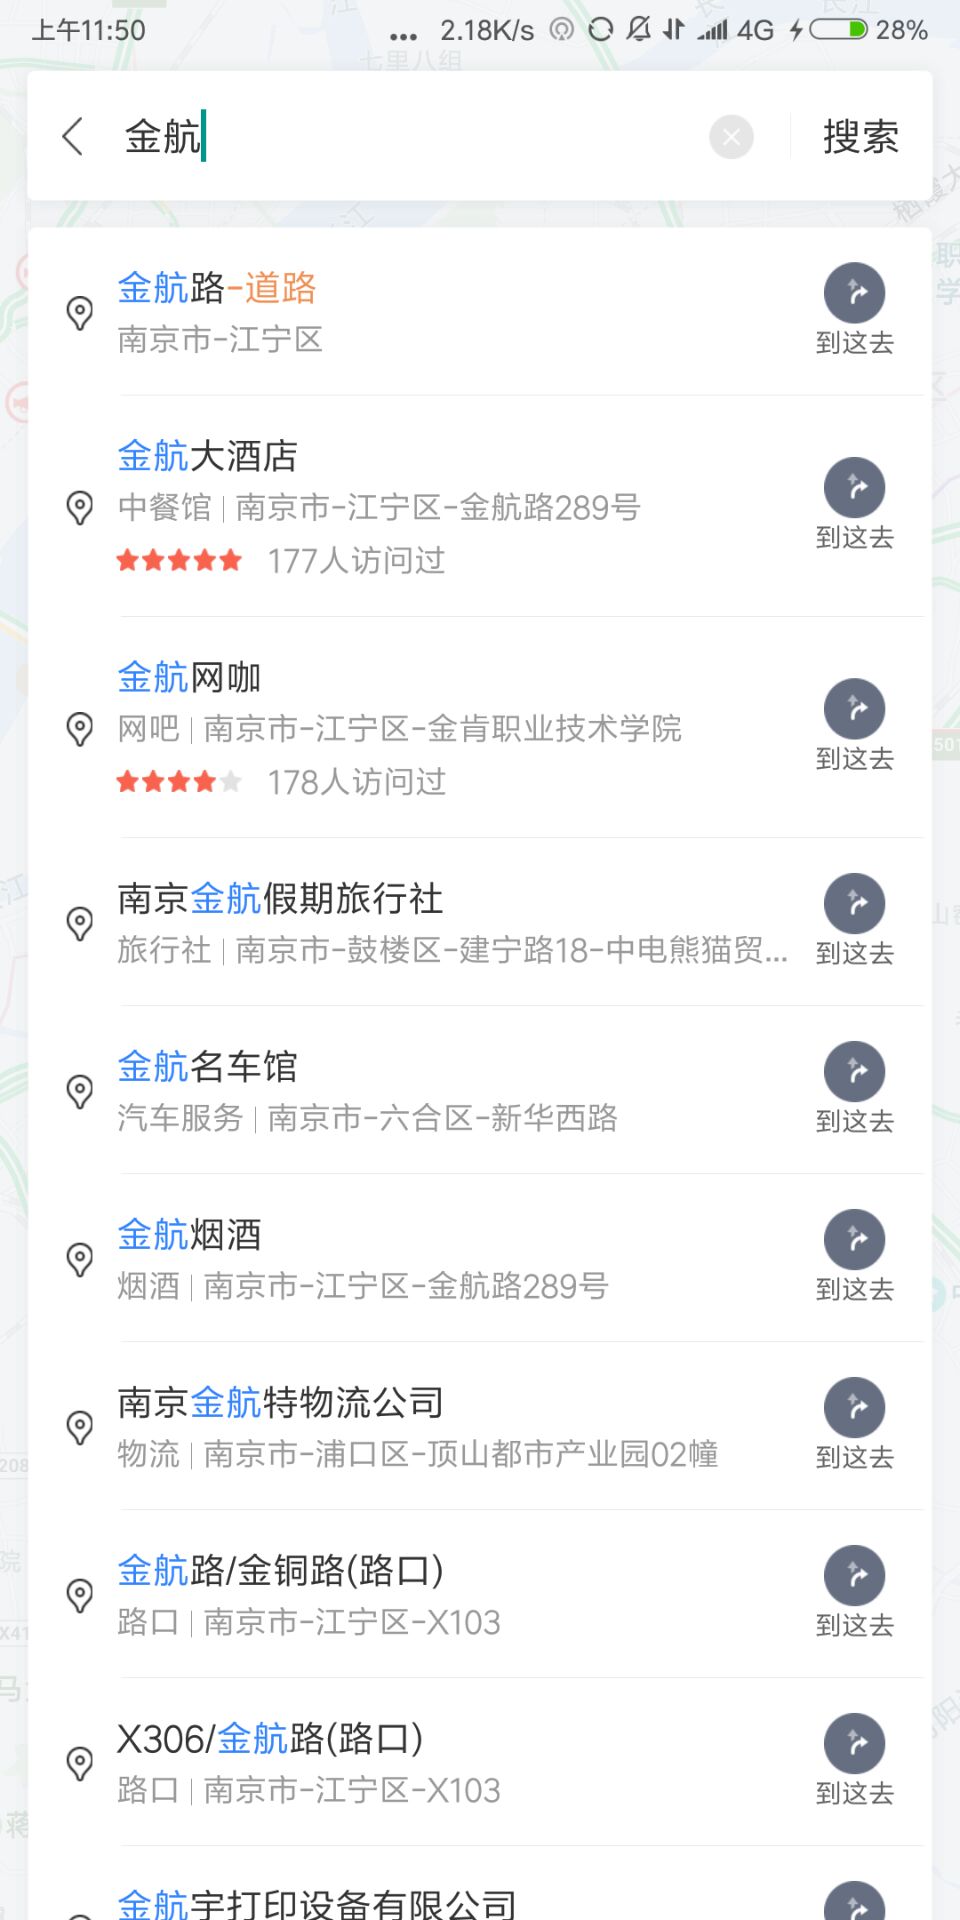 上午11:50
... 2.18K/s 4G 28%
七里八组
金航
搜索
金航路-道路
南京市-江宁区
到这去
金航大酒店
中餐馆 | 南京市-江宁区-金航路289号
177人访问过
到这去
金航网咖
网吧 | 南京市-江宁区-金肯职业技术学院
178人访问过
到这去
南京金航假期旅行社
旅行社 | 南京市-鼓楼区-建宁路18-中电熊猫贸...
到这去
金航名车馆
汽车服务 | 南京市-六合区-新华西路
到这去
金航烟酒
烟酒 | 南京市-江宁区-金航路289号
到这去
南京金航特物流公司
物流 | 南京市-浦口区-顶山都市产业园02幢
到这去
金航路/金铜路(路口)
路口 | 南京市-江宁区-X103
到这去
X306/金航路(路口)
路口 | 南京市-江宁区-X103
到这去
金航宇打印设备有限公司